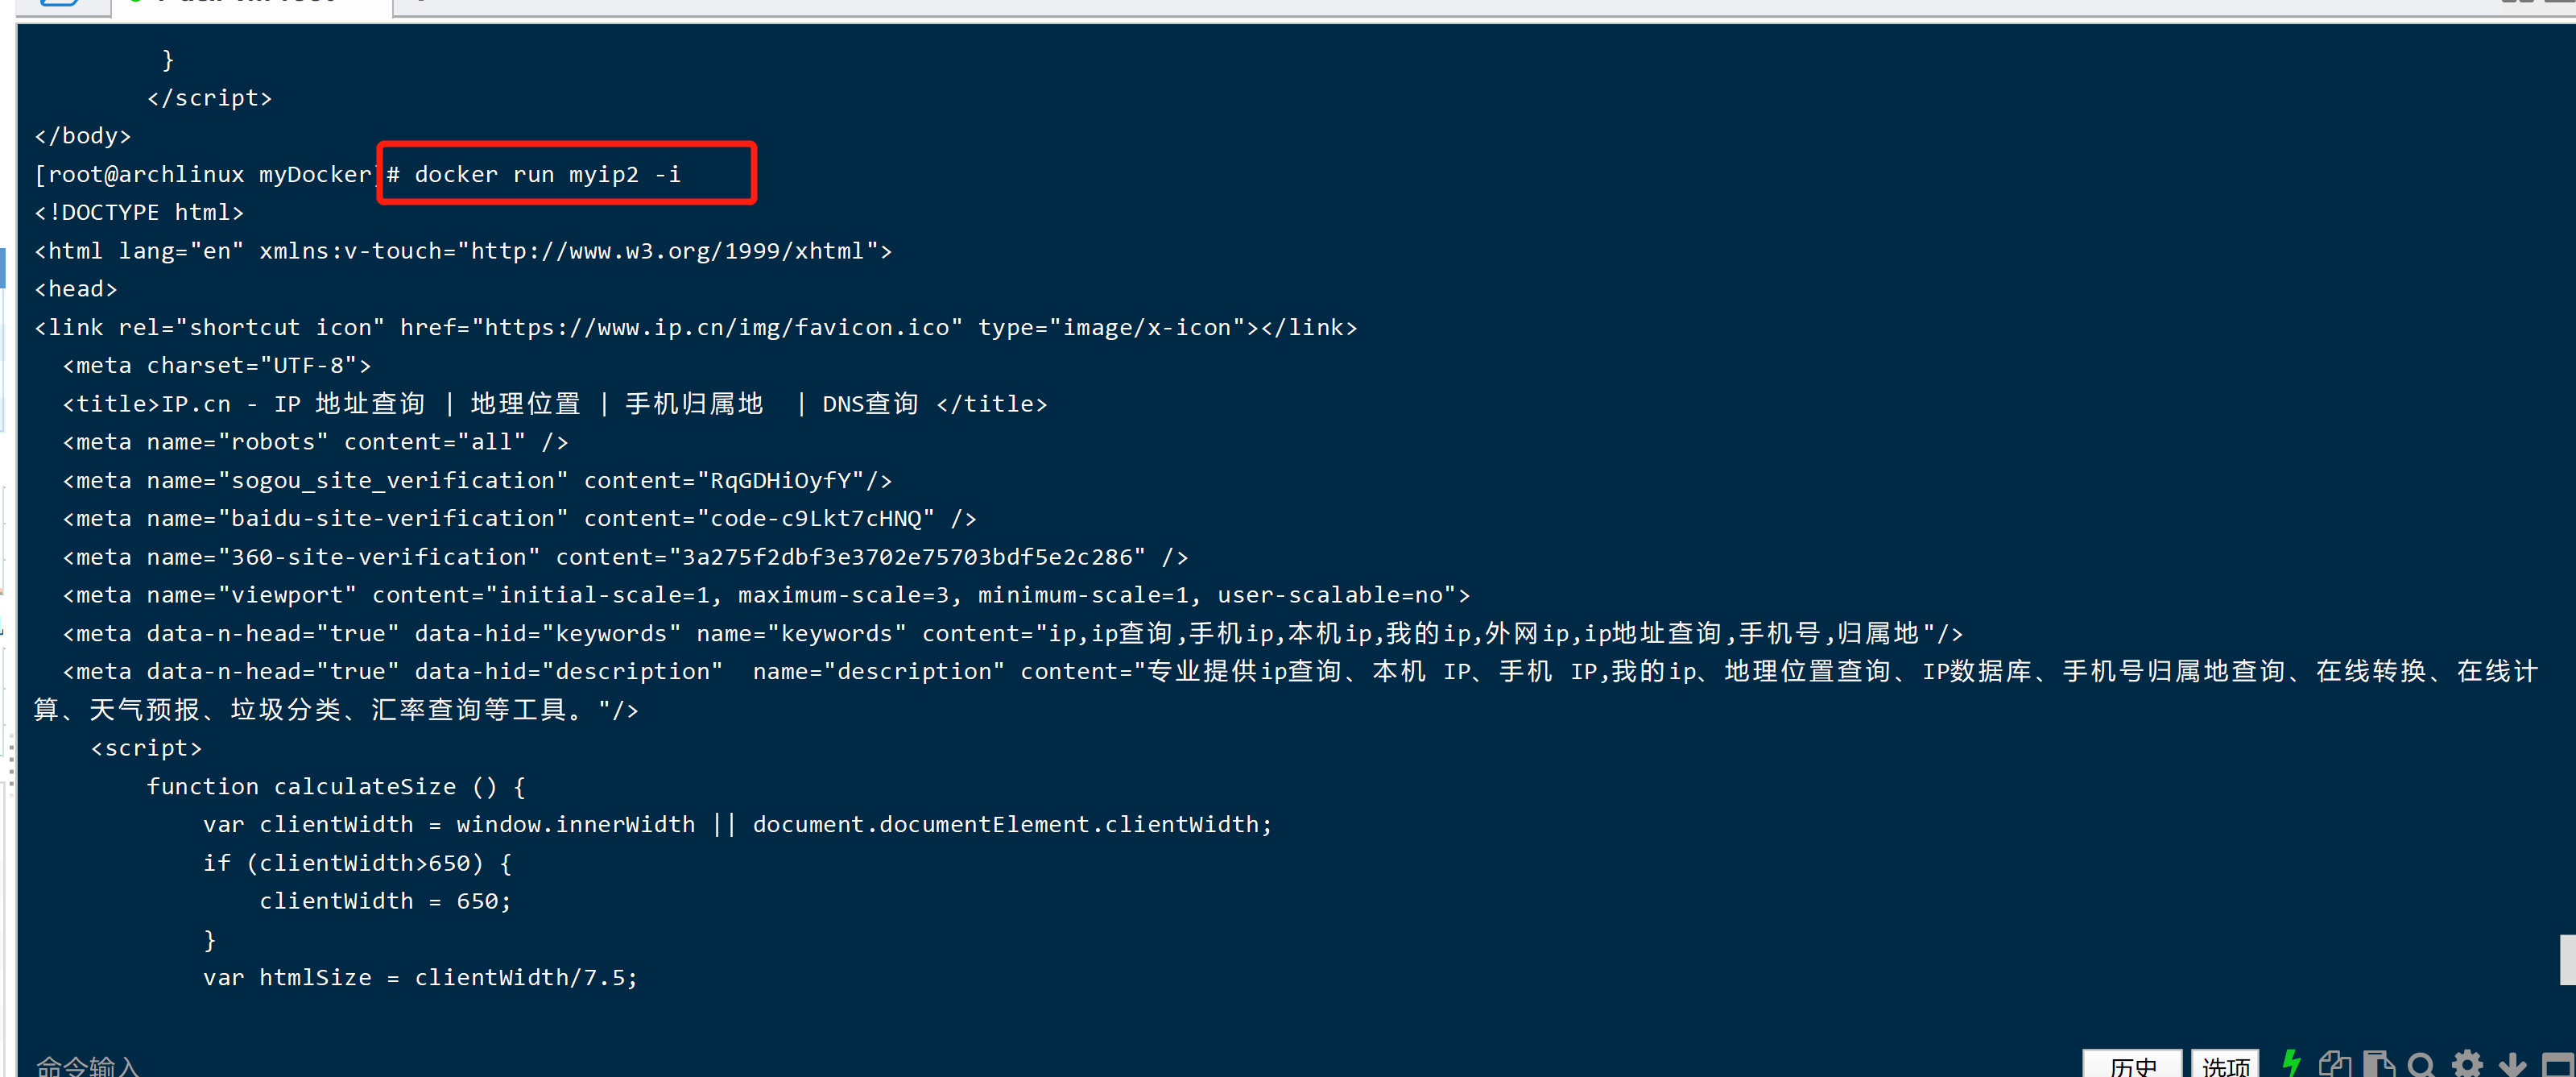 }
</script>
</body>
[root@archlinux myDocker]# docker run myip2 -i
<!DOCTYPE html>
<html lang="en" xmlns:v-touch="http://www.w3.org/1999/xhtml">
<head>
<link rel="shortcut icon" href="https://www.ip.cn/img/favicon.ico" type="image/x-icon"></link>
<meta charset="UTF-8">
<title>IP.cn - IP 地址查询 | 地理位置 | 手机归属地 | DNS查询 </title>
<meta name="robots" content="all" />
<meta name="sogou_site_verification" content="RqGDHiOyfY"/>
<meta name="baidu-site-verification" content="code-c9Lkt7cHNQ" />
<meta name="360-site-verification" content="3a275f2dbf3e3702e75703bdf5e2c286" />
<meta name="viewport" content="initial-scale=1, maximum-scale=3, minimum-scale=1, user-scalable=no">
<meta data-n-head="true" data-hid="keywords" name="keywords" content="ip,ip查询,手机ip,本机ip,我的ip,外网ip,ip地址查询,手机号,归属地"/>
<meta data-n-head="true" data-hid="description"  name="description" content="专业提供ip查询、本机 IP、手机 IP,我的ip、地理位置查询、IP数据库、手机号归属地查询、在线转换、在线计
算、天气预报、垃圾分类、汇率查询等工具。"/>
<script>
function calculateSize () {
var clientWidth = window.innerWidth || document.documentElement.clientWidth;
if (clientWidth>650) {
clientWidth = 650;
}
var htmlSize = clientWidth/7.5;
命令输入
历史 选项